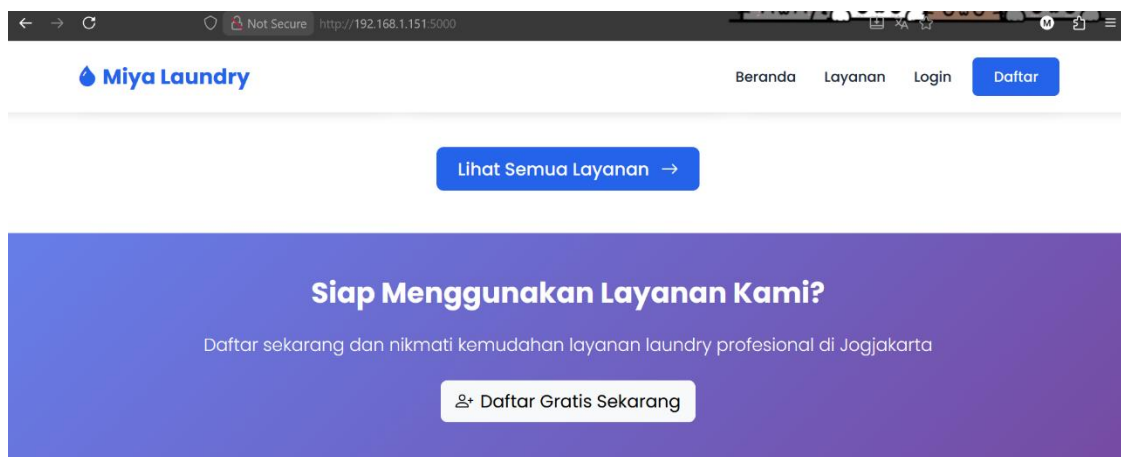 Not Secure http://192.168.1.151:5000
M
Miya Laundry
Beranda Layanan Login Daftar
Lihat Semua Layanan →
Siap Menggunakan Layanan Kami?
Daftar sekarang dan nikmati kemudahan layanan laundry profesional di Jogjakarta
Daftar Gratis Sekarang